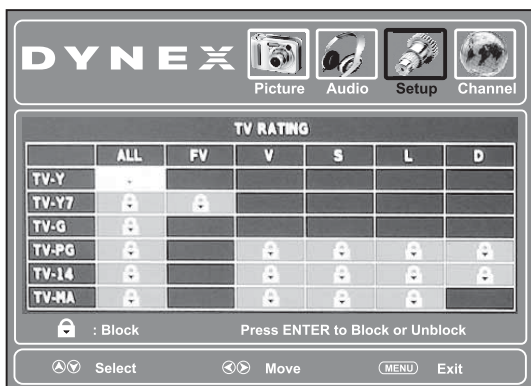 DYNEX
Picture Audio Setup Channel
TV RATING
ALL FV V S L D
TV-Y
TV-Y7
TV-G
TV-PG
TV-14
TV-MA
: Block Press ENTER to Block or Unblock
Select Move MENU Exit